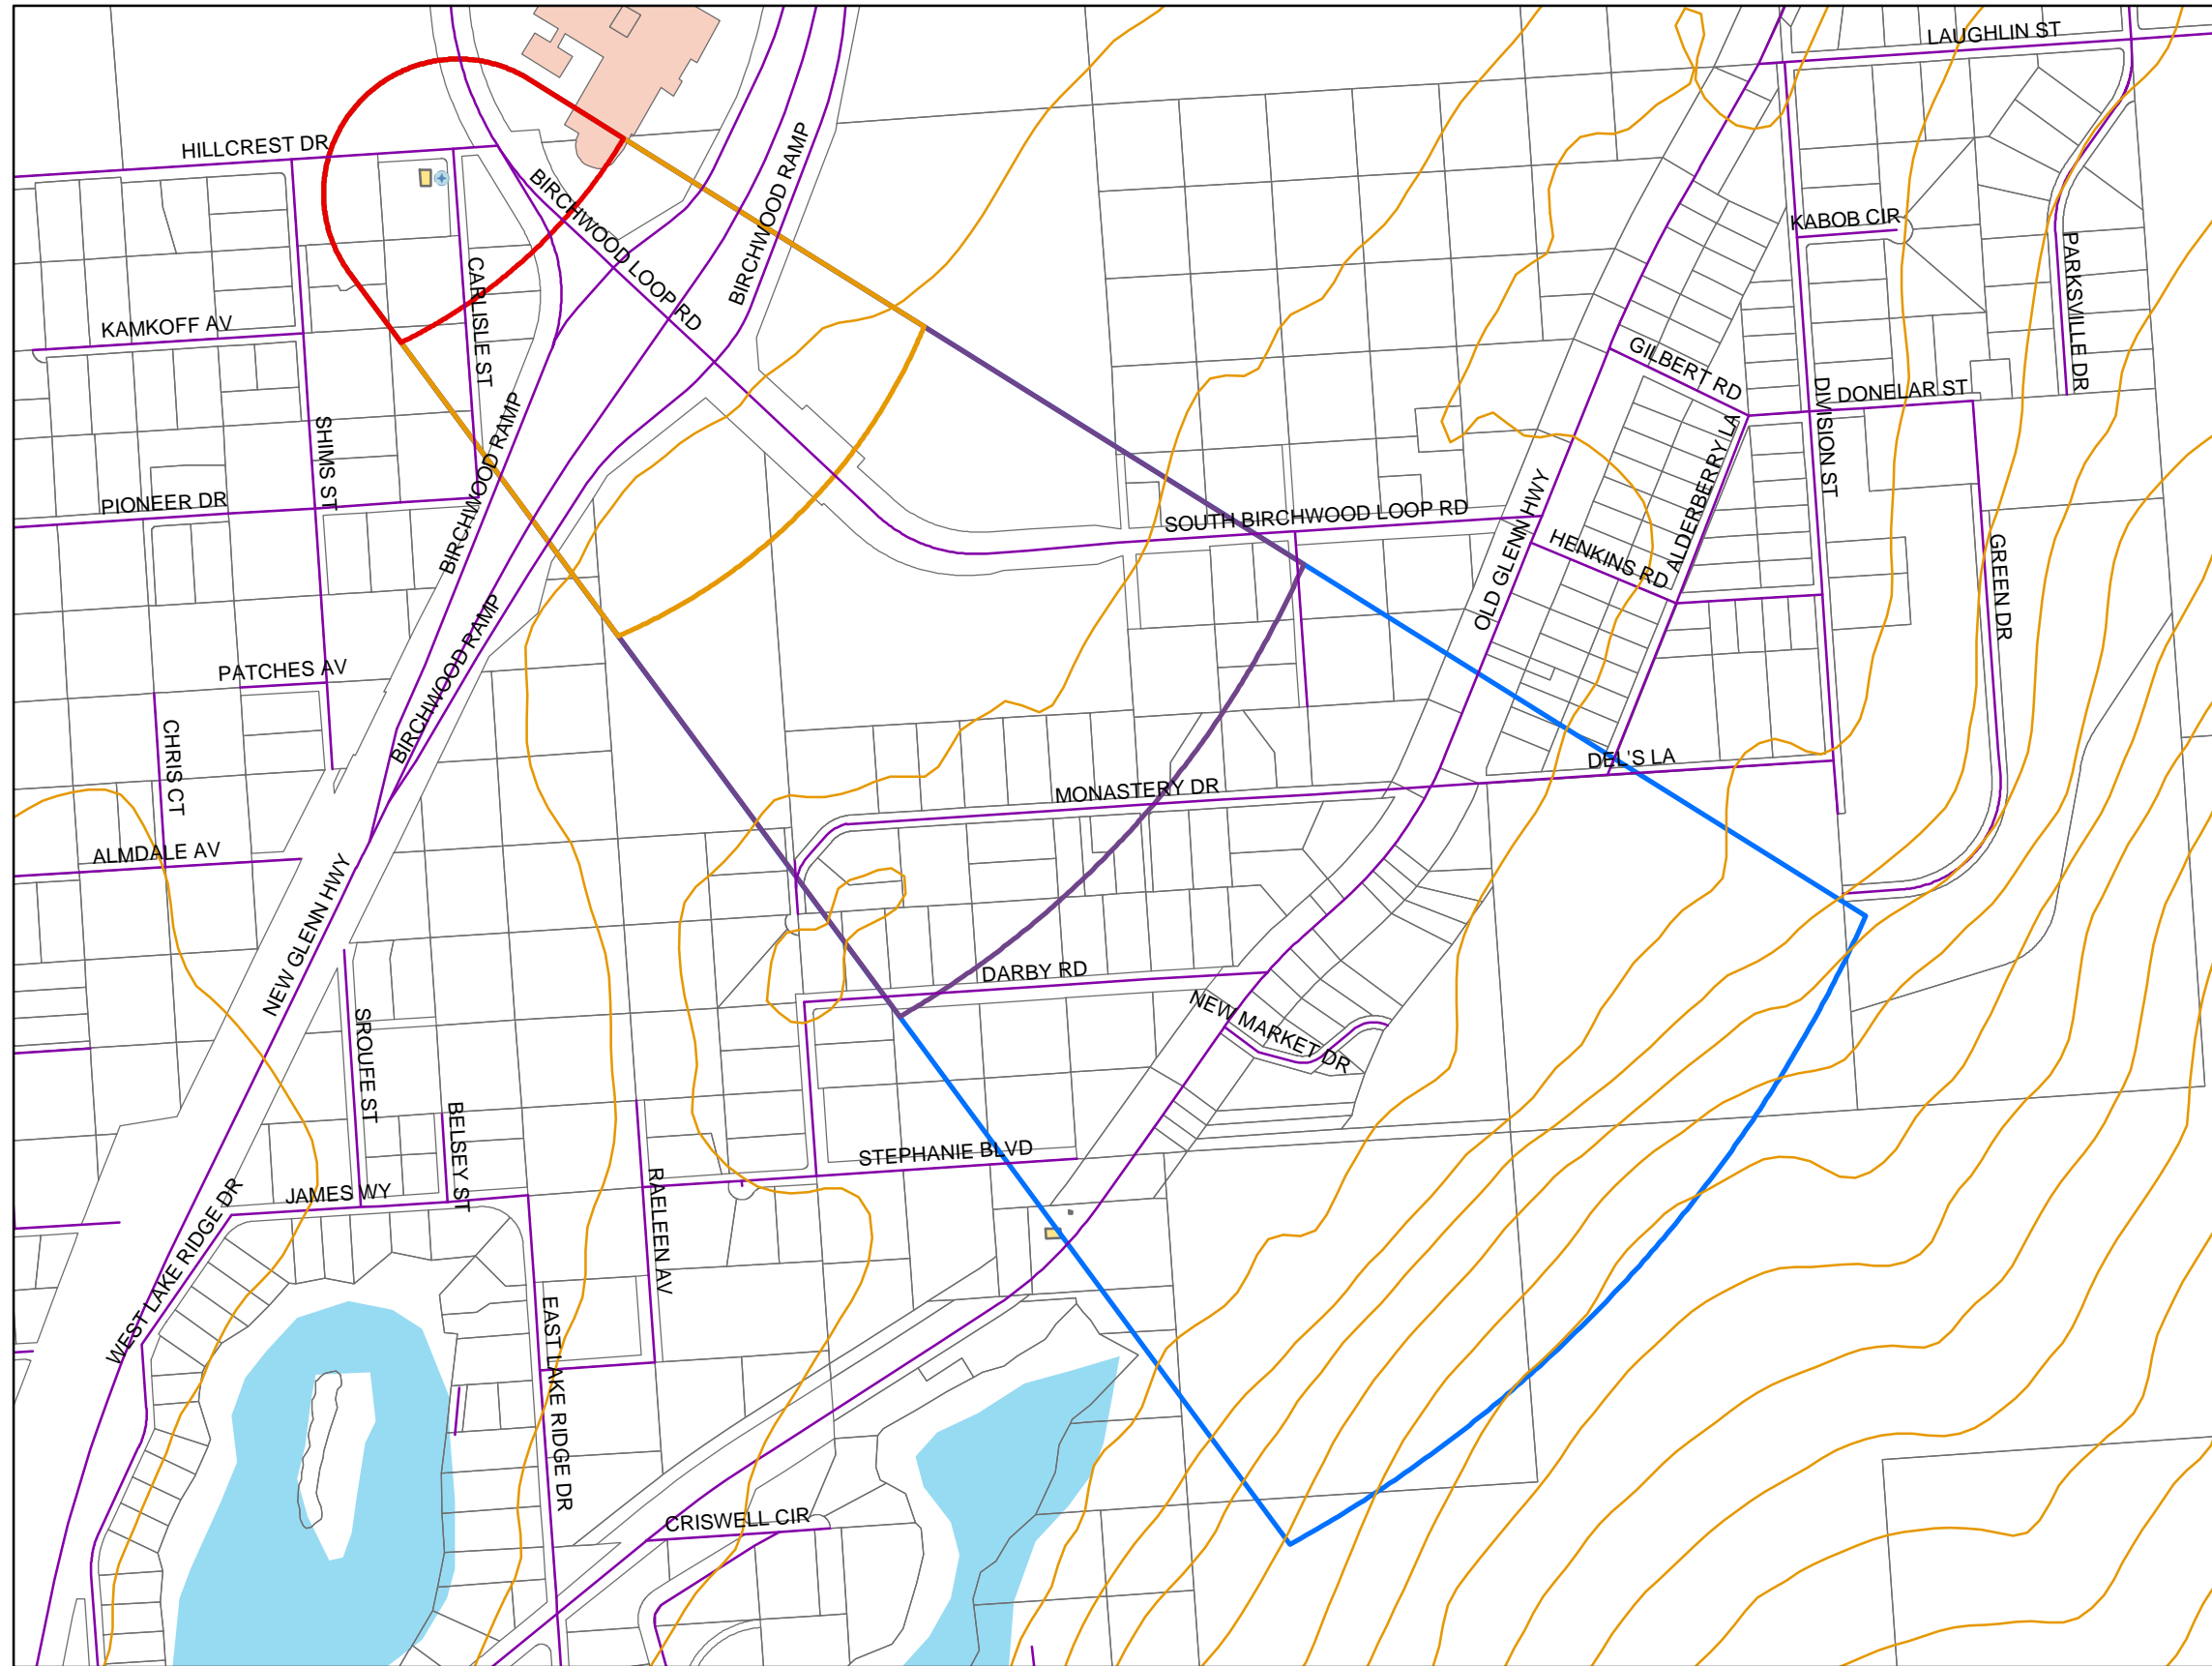 LAUGHLIN ST
HILLCREST DR
BIRCHWOOD RAMP
BIRCHWOOD LOOP RD
KABOB CIR
PARKSVILLE DR
CARLISLE ST
KAMKOFF AV
GILBERT RD
DONELAR ST
DIVISION ST
SHIMS ST
BIRCHWOOD RAMP
ALDERBERRY LA
PIONEER DR
SOUTH BIRCHWOOD LOOP RD
OLD GLENN HWY
HENKINS RD
GREEN DR
BIRCHWOOD RAMP
PATCHES AV
CHRIS CT
DEL'S LA
MONASTERY DR
ALMDALE AV
NEW GLENN HWY
DARBY RD
NEW MARKET DR
SROUFE ST
BELSEY ST
STEPHANIE BLVD
JAMES WY
RAELEEN AV
WEST LAKE RIDGE DR
EAST LAKE RIDGE DR
CRISWELL CIR